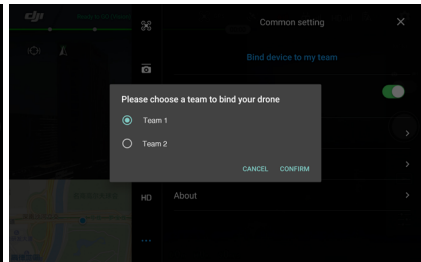 dji
Common setting
Bind device to my team
Please choose a team to bind your drone
Team 1
Team 2
CANCEL CONFIRM
HD
About